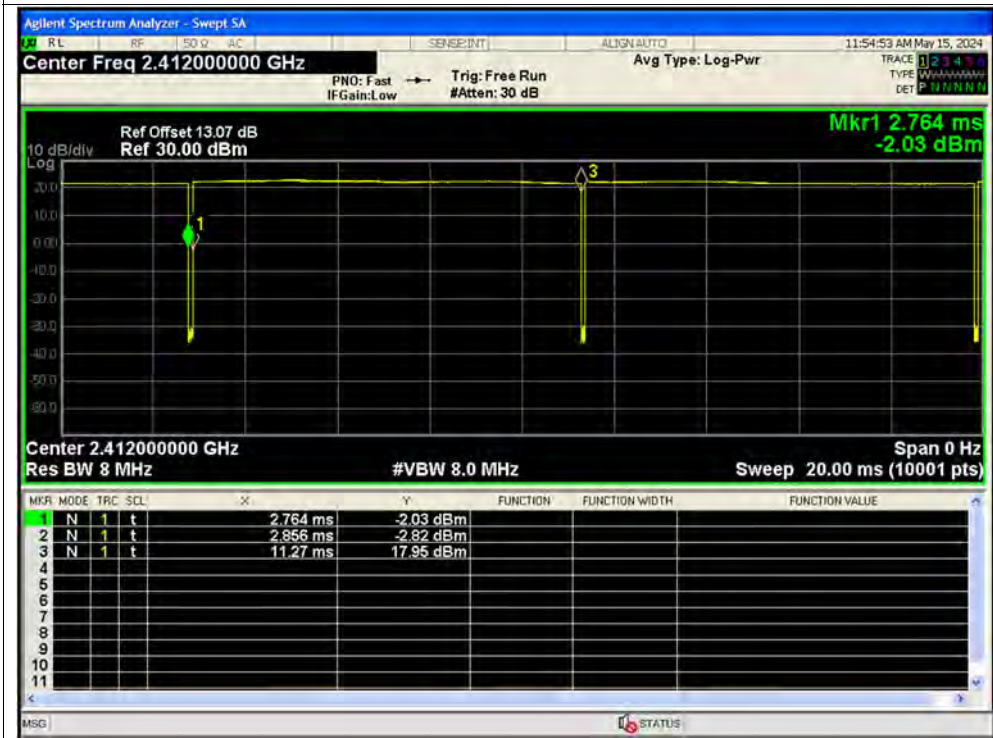 Agilent Spectrum Analyzer - Swept SA
RL RF 50 Ω AC SENSE:INT ALIGN AUTO 11:54:53 AM May 15, 2024
Center Freq 2.412000000 GHz
PNO: Fast
IFGain:Low
Trig: Free Run
#Atten: 30 dB
Avg Type: Log-Pwr
TRACE 1 2 3 4 5 6
TYPE W
DET P N N N N N
Mkr1 2.764 ms
-2.03 dBm
Ref Offset 13.07 dB
10 dB/div Ref 30.00 dBm
Log
20.0
10.0
0.00
-10.0
-20.0
-30.0
-40.0
-50.0
-60.0
1
3
Center 2.412000000 GHz Span 0 Hz
Res BW 8 MHz #VBW 8.0 MHz Sweep 20.00 ms (10001 pts)
MKR MODE TRC SCL X Y FUNCTION FUNCTION WIDTH FUNCTION VALUE
1 N 1 t 2.764 ms -2.03 dBm
2 N 1 t 2.856 ms -2.82 dBm
3 N 1 t 11.27 ms 17.95 dBm
4
5
6
7
8
9
10
11
MSG STATUS